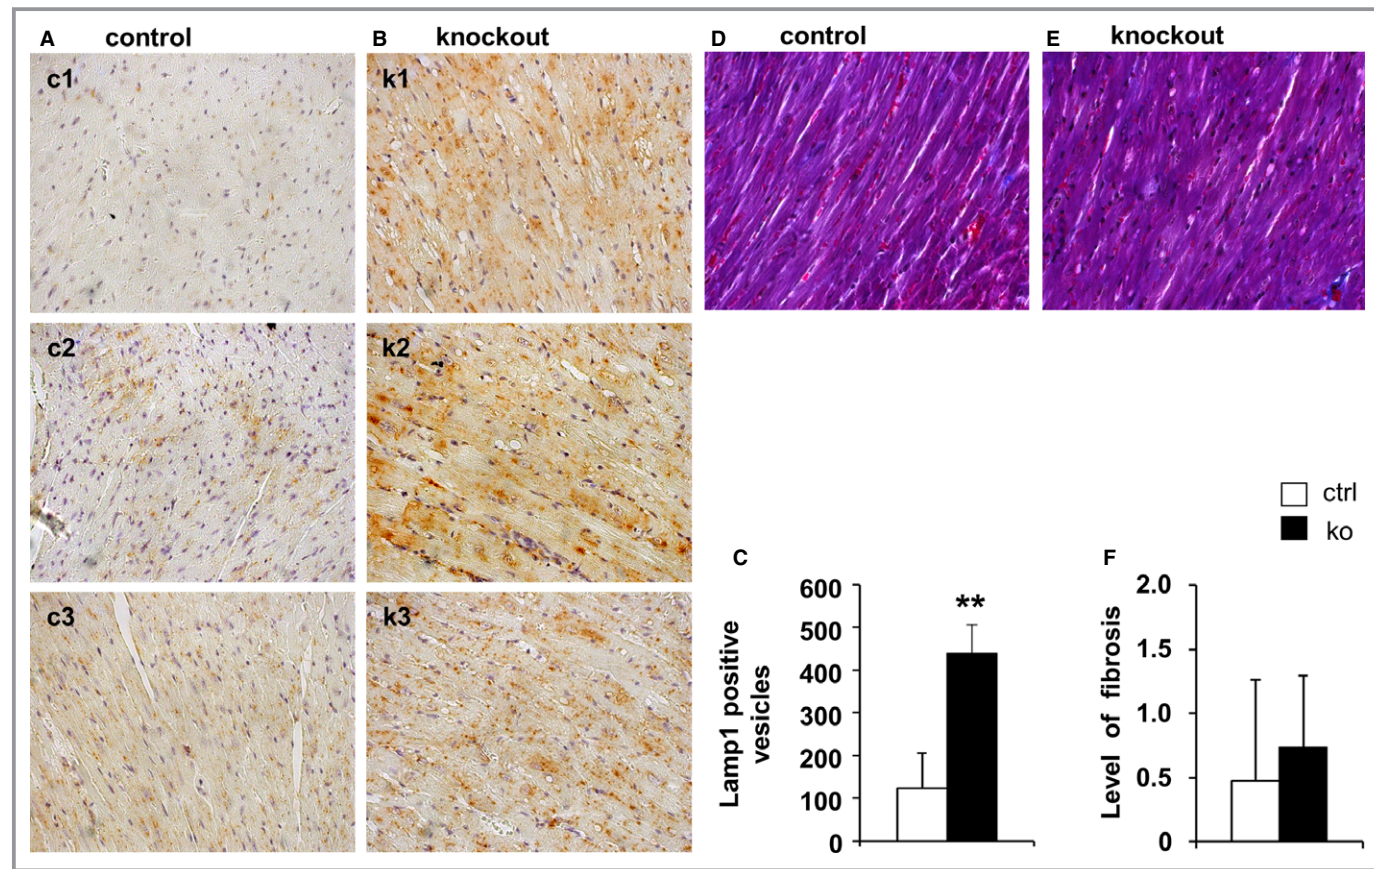 A control
B knockout
D control
E knockout
c1
k1
c2
k2
c3
k3
ctrl
ko
C
Lamp1 positive
vesicles
600
500
400
300
200
100
0
**
F
Level of fibrosis
2.0
1.5
1.0
0.5
0